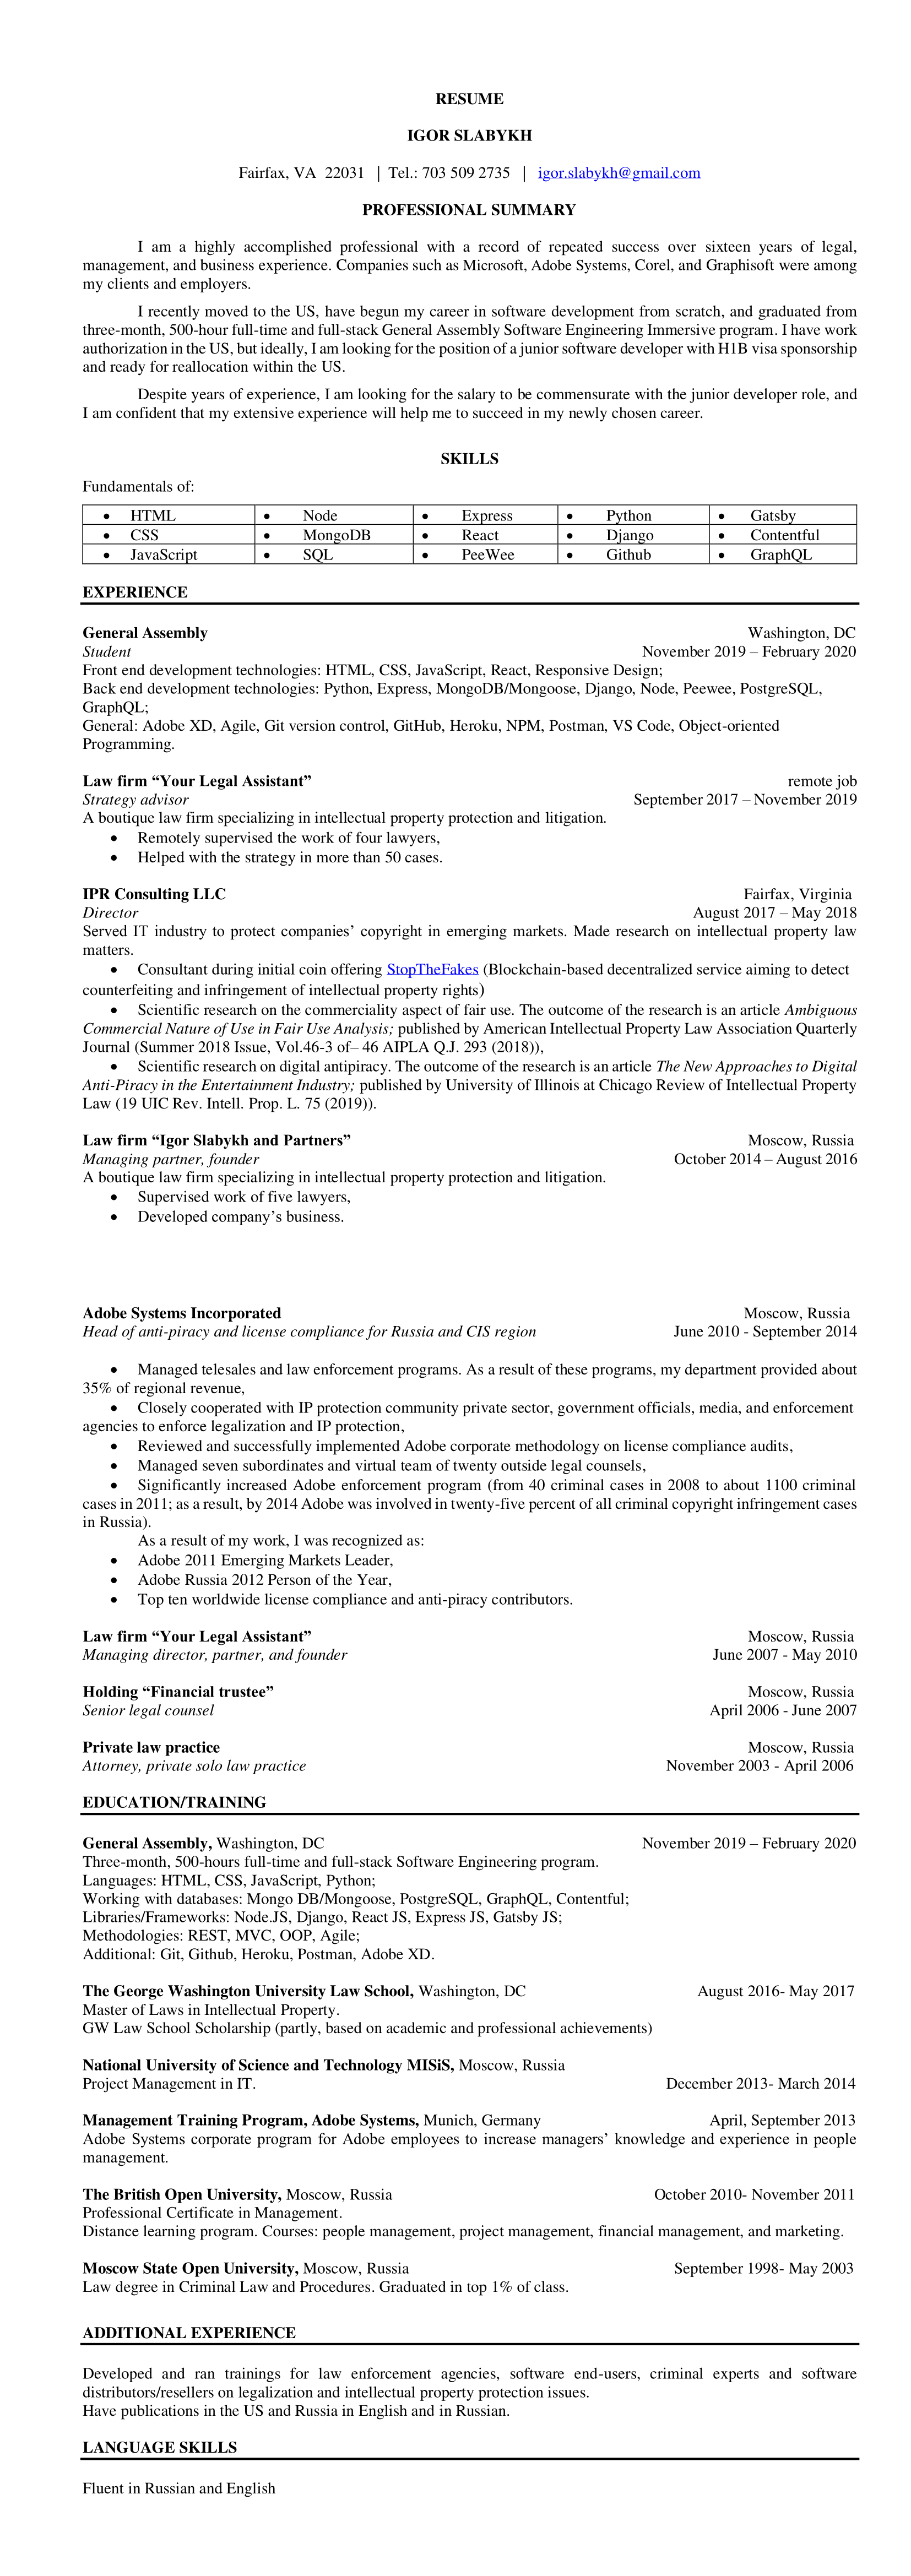 RESUME
IGOR SLABYKH
Fairfax, VA 22031 | Tel.: 703 509 2735 | igor.slabykh@gmail.com
PROFESSIONAL SUMMARY
I am a highly accomplished professional with a record of repeated success over sixteen years of legal,
management, and business experience. Companies such as Microsoft, Adobe Systems, Corel, and Graphisoft were among
my clients and employers.
I recently moved to the US, have begun my career in software development from scratch, and graduated from
three-month, 500-hour full-time and full-stack General Assembly Software Engineering Immersive program. I have work
authorization in the US, but ideally, I am looking for the position of a junior software developer with H1B visa sponsorship
and ready for reallocation within the US.
Despite years of experience, I am looking for the salary to be commensurate with the junior developer role, and
I am confident that my extensive experience will help me to succeed in my newly chosen career.
SKILLS
Fundamentals of:
• HTML • Node • Express • Python • Gatsby
• CSS • MongoDB • React • Django • Contentful
• JavaScript • SQL • PeeWee • Github • GraphQL
EXPERIENCE
General Assembly Washington, DC
Student November 2019 – February 2020
Front end development technologies: HTML, CSS, JavaScript, React, Responsive Design;
Back end development technologies: Python, Express, MongoDB/Mongoose, Django, Node, Peewee, PostgreSQL,
GraphQL;
General: Adobe XD, Agile, Git version control, GitHub, Heroku, NPM, Postman, VS Code, Object-oriented
Programming.
Law firm “Your Legal Assistant” remote job
Strategy advisor September 2017 – November 2019
A boutique law firm specializing in intellectual property protection and litigation.
• Remotely supervised the work of four lawyers,
• Helped with the strategy in more than 50 cases.
IPR Consulting LLC Fairfax, Virginia
Director August 2017 – May 2018
Served IT industry to protect companies’ copyright in emerging markets. Made research on intellectual property law
matters.
• Consultant during initial coin offering StopTheFakes (Blockchain-based decentralized service aiming to detect
counterfeiting and infringement of intellectual property rights)
• Scientific research on the commerciality aspect of fair use. The outcome of the research is an article Ambiguous
Commercial Nature of Use in Fair Use Analysis; published by American Intellectual Property Law Association Quarterly
Journal (Summer 2018 Issue, Vol.46-3 of– 46 AIPLA Q.J. 293 (2018)),
• Scientific research on digital antipiracy. The outcome of the research is an article The New Approaches to Digital
Anti-Piracy in the Entertainment Industry; published by University of Illinois at Chicago Review of Intellectual Property
Law (19 UIC Rev. Intell. Prop. L. 75 (2019)).
Law firm “Igor Slabykh and Partners” Moscow, Russia
Managing partner, founder October 2014 – August 2016
A boutique law firm specializing in intellectual property protection and litigation.
• Supervised work of five lawyers,
• Developed company’s business.
Adobe Systems Incorporated Moscow, Russia
Head of anti-piracy and license compliance for Russia and CIS region June 2010 - September 2014
• Managed telesales and law enforcement programs. As a result of these programs, my department provided about
35% of regional revenue,
• Closely cooperated with IP protection community private sector, government officials, media, and enforcement
agencies to enforce legalization and IP protection,
• Reviewed and successfully implemented Adobe corporate methodology on license compliance audits,
• Managed seven subordinates and virtual team of twenty outside legal counsels,
• Significantly increased Adobe enforcement program (from 40 criminal cases in 2008 to about 1100 criminal
cases in 2011; as a result, by 2014 Adobe was involved in twenty-five percent of all criminal copyright infringement cases
in Russia).
As a result of my work, I was recognized as:
• Adobe 2011 Emerging Markets Leader,
• Adobe Russia 2012 Person of the Year,
• Top ten worldwide license compliance and anti-piracy contributors.
Law firm “Your Legal Assistant” Moscow, Russia
Managing director, partner, and founder June 2007 - May 2010
Holding “Financial trustee” Moscow, Russia
Senior legal counsel April 2006 - June 2007
Private law practice Moscow, Russia
Attorney, private solo law practice November 2003 - April 2006
EDUCATION/TRAINING
General Assembly, Washington, DC November 2019 – February 2020
Three-month, 500-hours full-time and full-stack Software Engineering program.
Languages: HTML, CSS, JavaScript, Python;
Working with databases: Mongo DB/Mongoose, PostgreSQL, GraphQL, Contentful;
Libraries/Frameworks: Node.JS, Django, React JS, Express JS, Gatsby JS;
Methodologies: REST, MVC, OOP, Agile;
Additional: Git, Github, Heroku, Postman, Adobe XD.
The George Washington University Law School, Washington, DC August 2016- May 2017
Master of Laws in Intellectual Property.
GW Law School Scholarship (partly, based on academic and professional achievements)
National University of Science and Technology MISiS, Moscow, Russia
Project Management in IT. December 2013- March 2014
Management Training Program, Adobe Systems, Munich, Germany April, September 2013
Adobe Systems corporate program for Adobe employees to increase managers’ knowledge and experience in people
management.
The British Open University, Moscow, Russia October 2010- November 2011
Professional Certificate in Management.
Distance learning program. Courses: people management, project management, financial management, and marketing.
Moscow State Open University, Moscow, Russia September 1998- May 2003
Law degree in Criminal Law and Procedures. Graduated in top 1% of class.
ADDITIONAL EXPERIENCE
Developed and ran trainings for law enforcement agencies, software end-users, criminal experts and software
distributors/resellers on legalization and intellectual property protection issues.
Have publications in the US and Russia in English and in Russian.
LANGUAGE SKILLS
Fluent in Russian and English